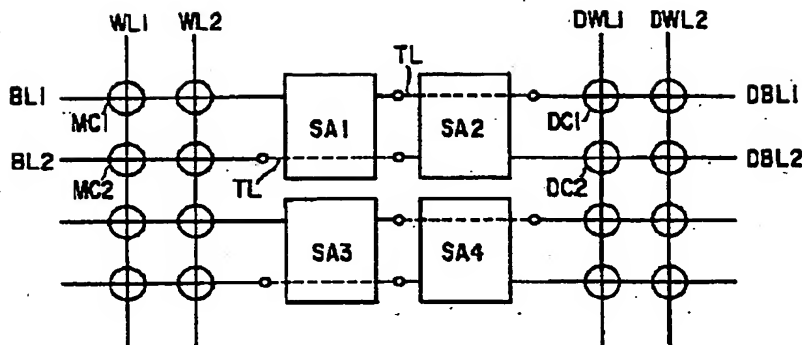 WL1 WL2 DWL1 DWL2
TL
BL1 MC1 SA1 SA2 DC1 DBL1
BL2 MC2 TL DC2 DBL2
SA3 SA4